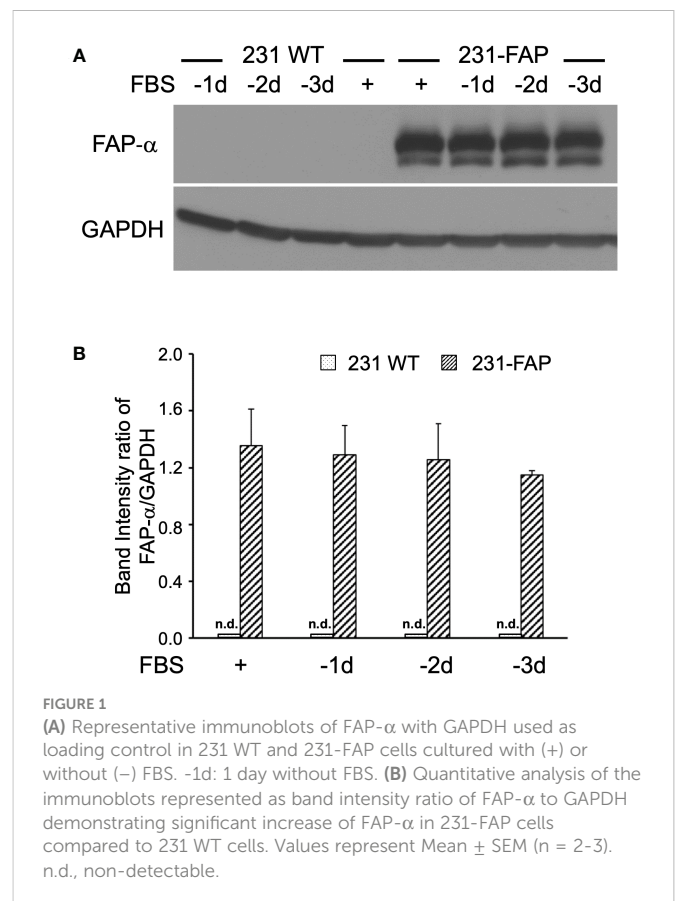 A
231 WT 231-FAP
FBS -1d -2d -3d + + -1d -2d -3d
FAP-α
GAPDH
B
2.0
1.6
1.2
0.8
0.4
0.0
Band Intensity ratio of
FAP-α/GAPDH
231 WT 231-FAP
n.d. n.d. n.d. n.d.
FBS + -1d -2d -3d
FIGURE 1
(A) Representative immunoblots of FAP-α with GAPDH used as
loading control in 231 WT and 231-FAP cells cultured with (+) or
without (−) FBS. -1d: 1 day without FBS. (B) Quantitative analysis of the
immunoblots represented as band intensity ratio of FAP-α to GAPDH
demonstrating significant increase of FAP-α in 231-FAP cells
compared to 231 WT cells. Values represent Mean ± SEM (n = 2-3).
n.d., non-detectable.